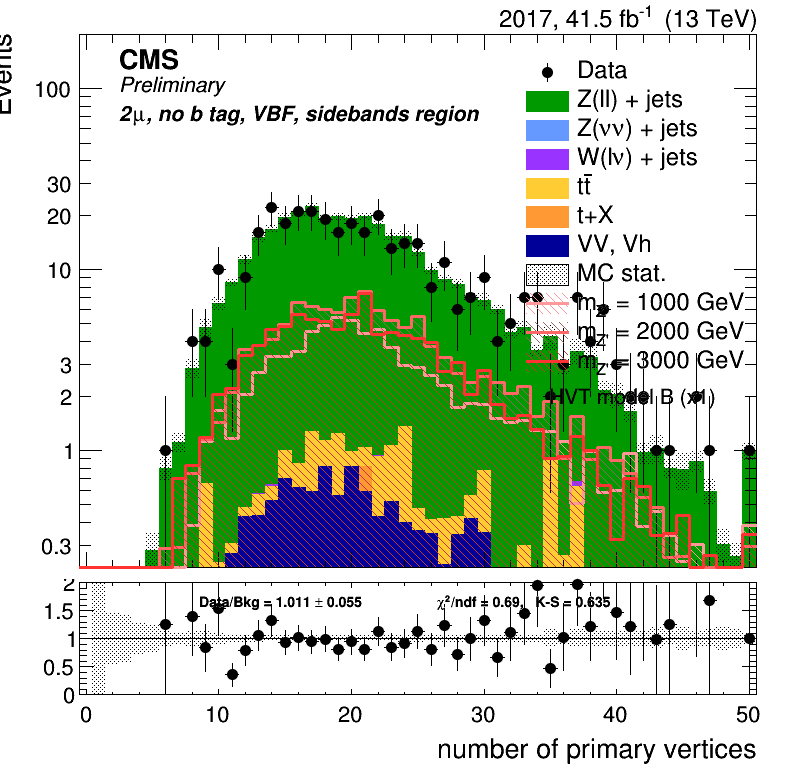 2017, 41.5 fb⁻¹ (13 TeV)
Events
CMS
Preliminary
2μ, no b tag, VBF, sidebands region
Data
Z(ll) + jets
Z(νν) + jets
W(lν) + jets
tt̄
t+X
VV, Vh
MC stat.
m_Z' = 1000 GeV
m_Z' = 2000 GeV
m_Z' = 3000 GeV
HVT model B (x1)
100
30
20
10
3
2
1
0.3
Data/Bkg = 1.011 ± 0.055
χ²/ndf = 0.69, K-S = 0.635
2
1.5
1
0.5
0
0 10 20 30 40 50
number of primary vertices